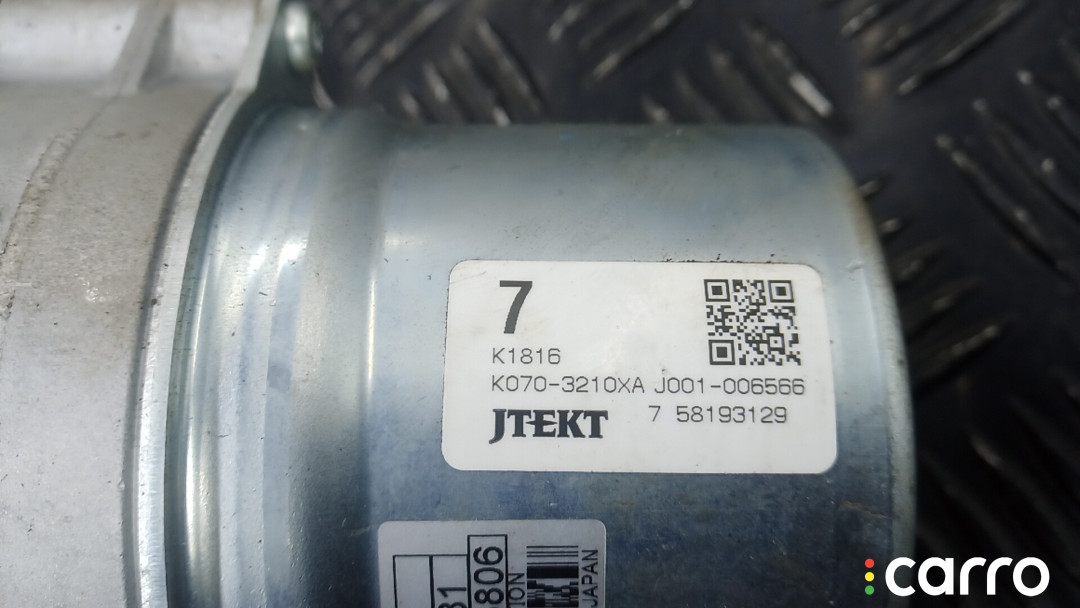 7
K1816
K070-3210XA J001-006566
JTEKT 7 58193129
806
JAPAN
carro